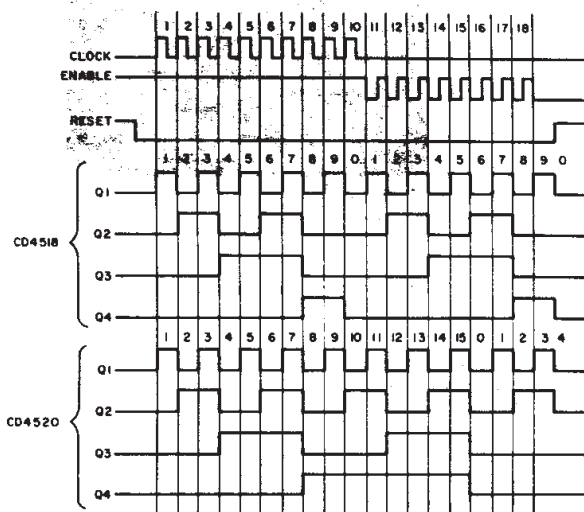 1 2 3 4 5 6 7 8 9 10 11 12 13 14 15 16 17 18
CLOCK
ENABLE
RESET
1 2 3 4 5 6 7 8 9 0 1 2 3 4 5 6 7 8 9 0
Q1
Q2
CD4518
Q3
Q4
1 2 3 4 5 6 7 8 9 10 11 12 13 14 15 0 1 2 3 4
Q1
Q2
CD4520
Q3
Q4